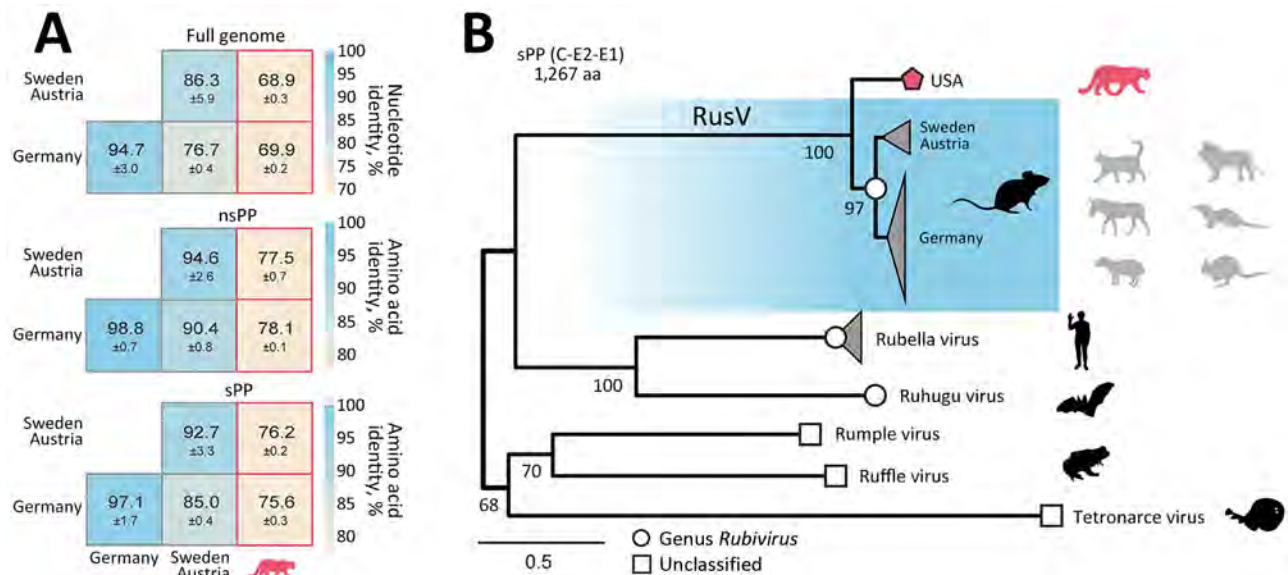 A
Full genome
Sweden
Austria
86.3
±5.9
68.9
±0.3
Germany
94.7
±3.0
76.7
±0.4
69.9
±0.2
100
95
90
85
80
75
70
Nucleotide
identity, %
nsPP
Sweden
Austria
94.6
±2.6
77.5
±0.7
Germany
98.8
±0.7
90.4
±0.8
78.1
±0.1
100
95
90
85
80
Amino acid
identity, %
sPP
Sweden
Austria
92.7
±3.3
76.2
±0.2
Germany
97.1
±1.7
85.0
±0.4
75.6
±0.3
100
95
90
85
80
Amino acid
identity, %
Germany
Sweden
Austria
B
sPP (C-E2-E1)
1,267 aa
USA
RusV
Sweden
Austria
100
97
Germany
Rubella virus
100
Ruhugu virus
Rumple virus
70
Ruffle virus
68
Tetronarce virus
0.5
Genus Rubivirus
Unclassified